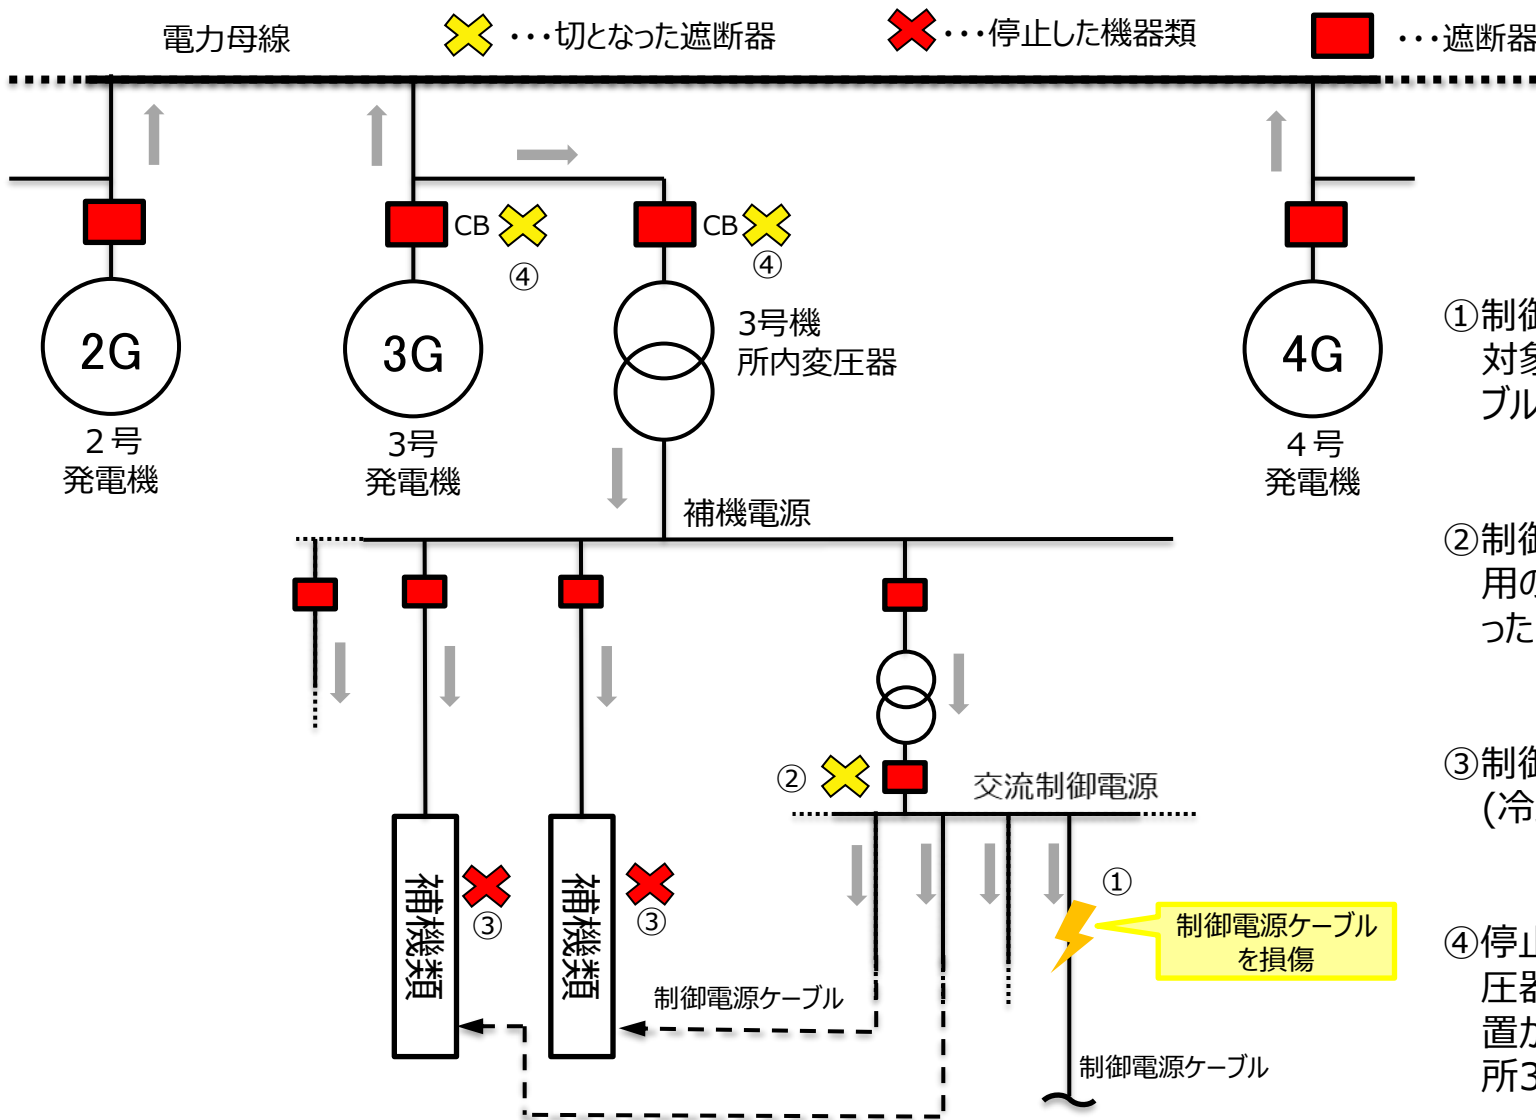 電力母線
･･･切となった遮断器
･･･停止した機器類
･･･遮断器
CB
④
CB
④
2G
2号
発電機
3G
3号
発電機
3号機
所内変圧器
4G
4号
発電機
補機電源
②
交流制御電源
補機類
③
補機類
③
①
制御電源ケーブル
を損傷
制御電源ケーブル
制御電源ケーブル
①制御
対象
ブル
②制御
用の
った
③制御
(冷
④停止
圧器
置が
所3